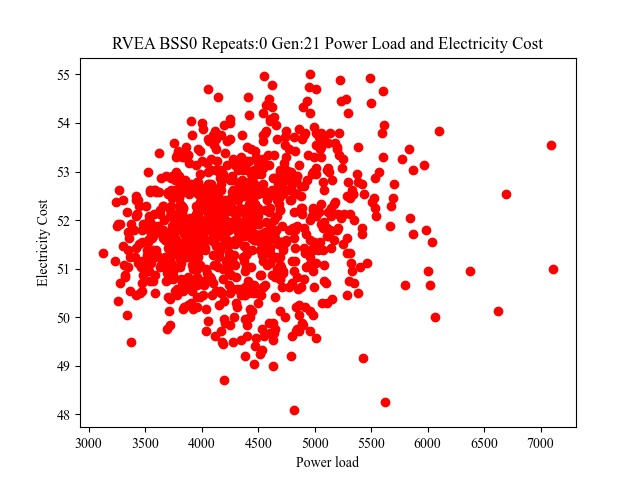 RVEA BSS0 Repeats:0 Gen:21 Power Load and Electricity Cost
55
54
53
52
51
50
49
48
Electricity Cost
3000 3500 4000 4500 5000 5500 6000 6500 7000
Power load